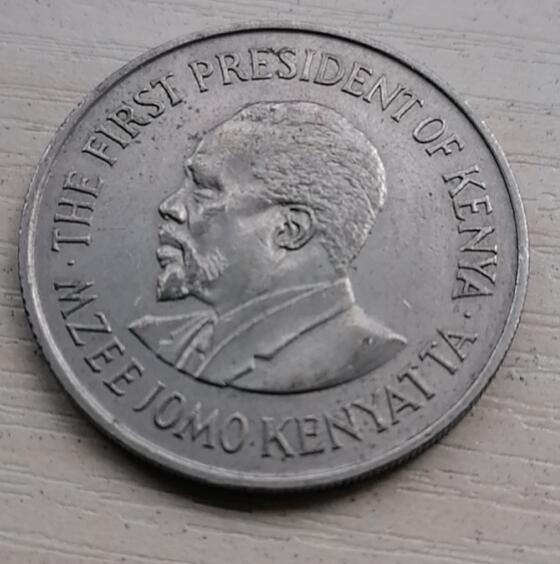 THE FIRST PRESIDENT OF KENYA
MZEE JOMO KENYATTA